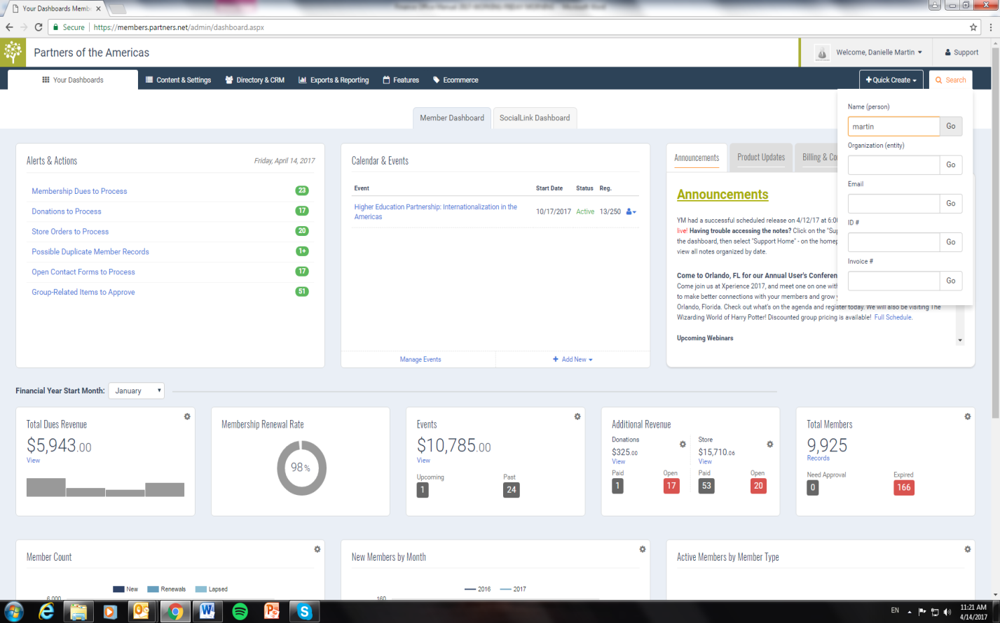 Your Dashboards Memb
Secure
https://members.partners.net/admin/dashboard.aspx
Partners of the Americas
Welcome, Danielle Martin
Support
Your Dashboards
Content & Settings
Directory & CRM
Exports & Reporting
Features
Ecommerce
Quick Create
Search
Member Dashboard
SocialLink Dashboard
Name (person)
martin
Go
Organization (entity)
Go
Email
Go
ID #
Go
Invoice #
Go
Alerts & Actions
Friday, April 14, 2017
Membership Dues to Process 23
Donations to Process 17
Store Orders to Process 20
Possible Duplicate Member Records 1+
Open Contact Forms to Process 17
Group-Related Items to Approve 51
Calendar & Events
Event Start Date Status Reg.
Higher Education Partnership: Internationalization in the 10/17/2017 Active 13/250
Americas
Manage Events
Add New
Announcements
Product Updates
Billing & Co
Announcements
YM had a successful scheduled release on 4/12/17 at 6:00
live! Having trouble accessing the notes? Click on the "Sup
the dashboard, then select "Support Home" - on the homep
view all notes organized by date.
Come to Orlando, FL for our Annual User's Conferen
Come join us at Xperience 2017, and meet one on one with
to make better connections with your members and grow
Orlando, Florida. Check out what's on the agenda and register today. We will also be visiting The
Wizarding World of Harry Potter! Discounted group pricing is available! Full Schedule.
Upcoming Webinars
Financial Year Start Month: January
Total Dues Revenue
$5,943.00
View
Membership Renewal Rate
98%
Events
$10,785.00
View
Upcoming Past
1 24
Additional Revenue
Donations Store
$325.00 $15,710.06
View View
Paid Open Paid Open
1 17 53 20
Total Members
9,925
Records
Need Approval Expired
0 166
Member Count
New Renewals Lapsed
6,000
New Members by Month
2016 2017
160
Active Members by Member Type
EN
11:21 AM
4/14/2017